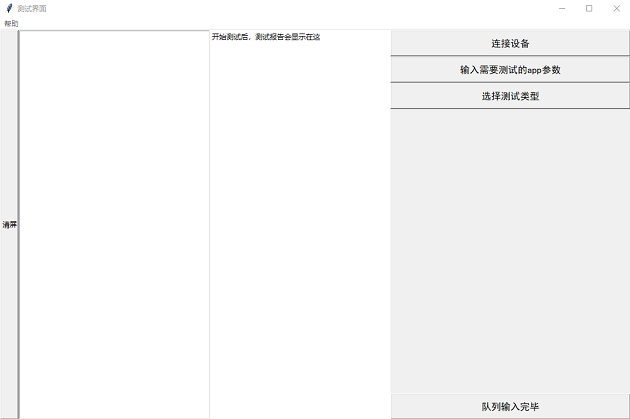 测试界面
帮助
清屏
开始测试后，测试报告会显示在这
连接设备
输入需要测试的app参数
选择测试类型
队列输入完毕